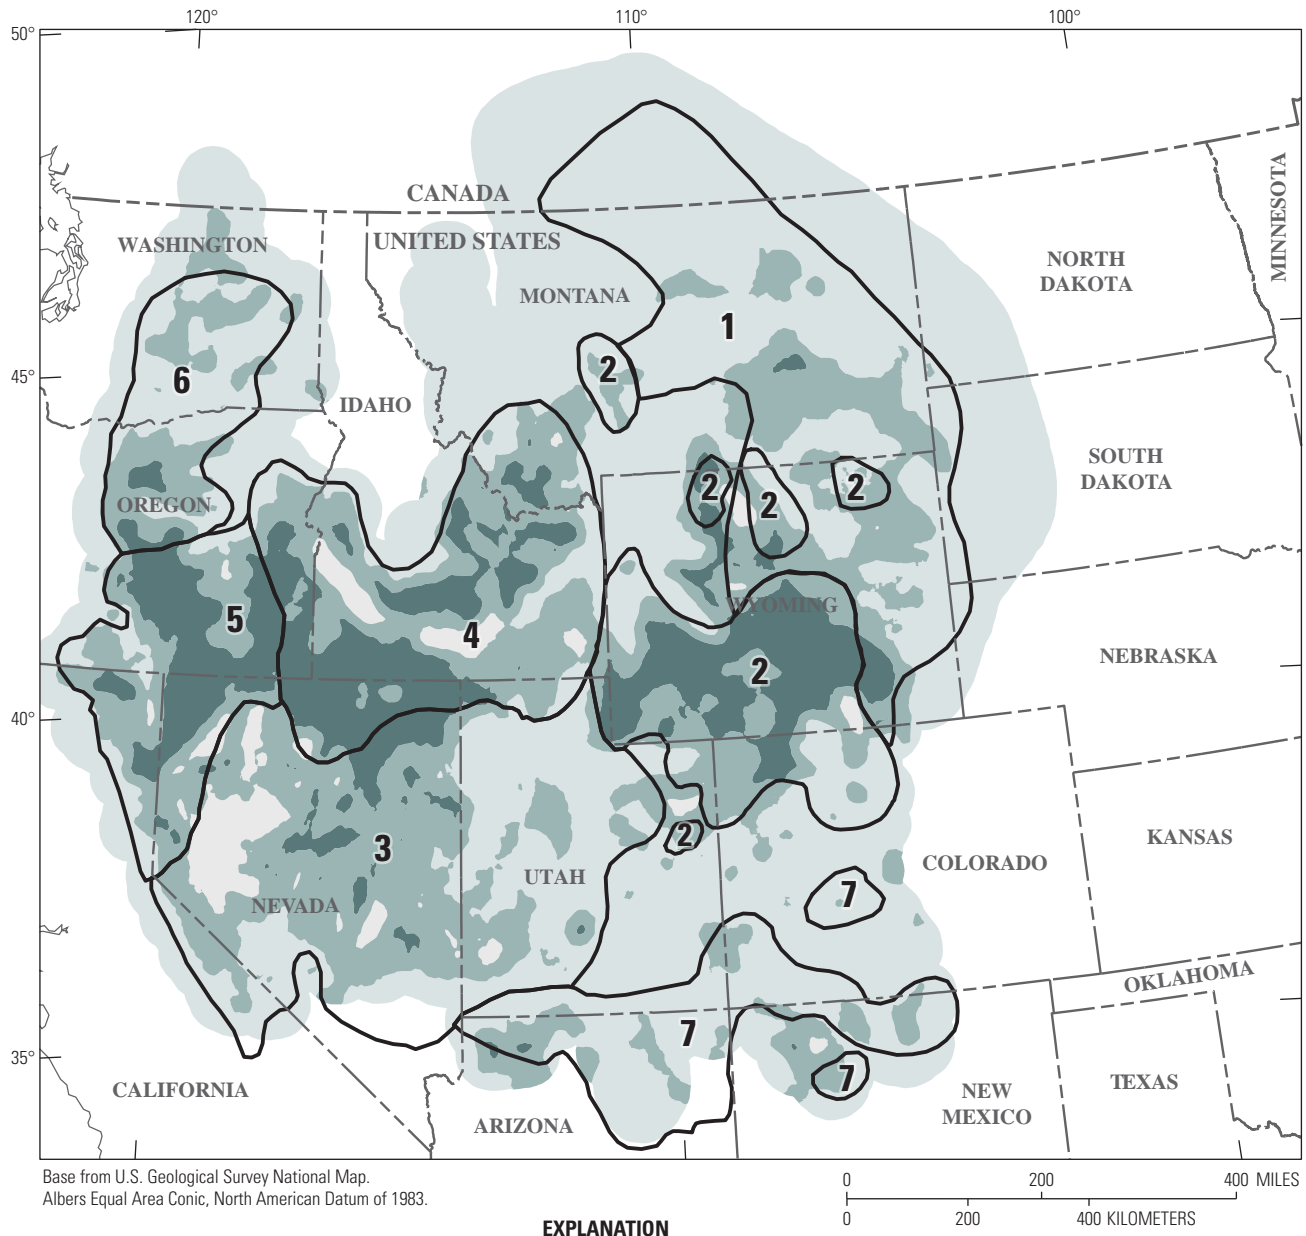 120° 110° 100°
50°
CANADA
UNITED STATES
WASHINGTON
MONTANA
NORTH
DAKOTA
MINNESOTA
1
2
6
45°
IDAHO
SOUTH
DAKOTA
OREGON
2
2
2
WYOMING
5
4
2
NEBRASKA
40°
2
3
KANSAS
COLORADO
UTAH
7
NEVADA
OKLAHOMA
7
35°
7
CALIFORNIA
ARIZONA
NEW
MEXICO
TEXAS
Base from U.S. Geological Survey National Map.
Albers Equal Area Conic, North American Datum of 1983.
0 200 400 MILES
0 200 400 KILOMETERS
EXPLANATION